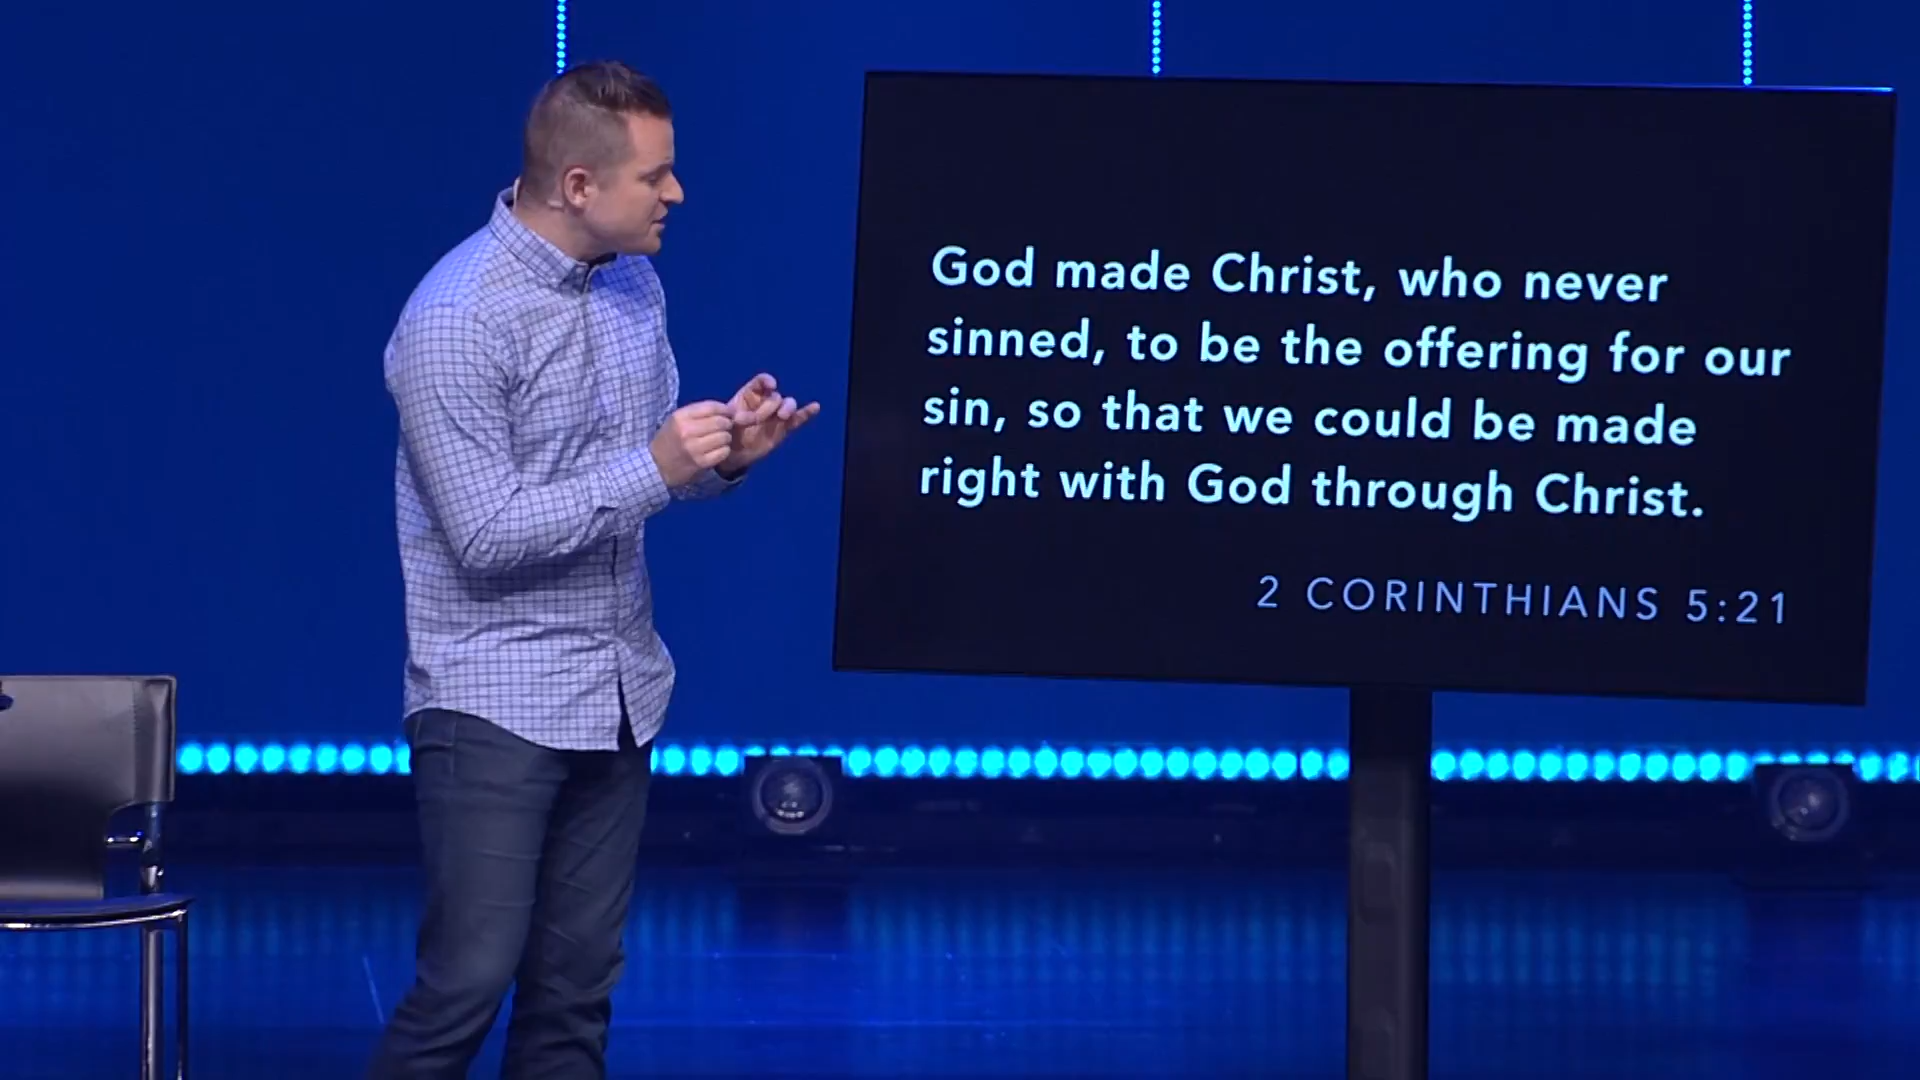 God made Christ, who never
sinned, to be the offering for our
sin, so that we could be made
right with God through Christ.
2 CORINTHIANS 5:21